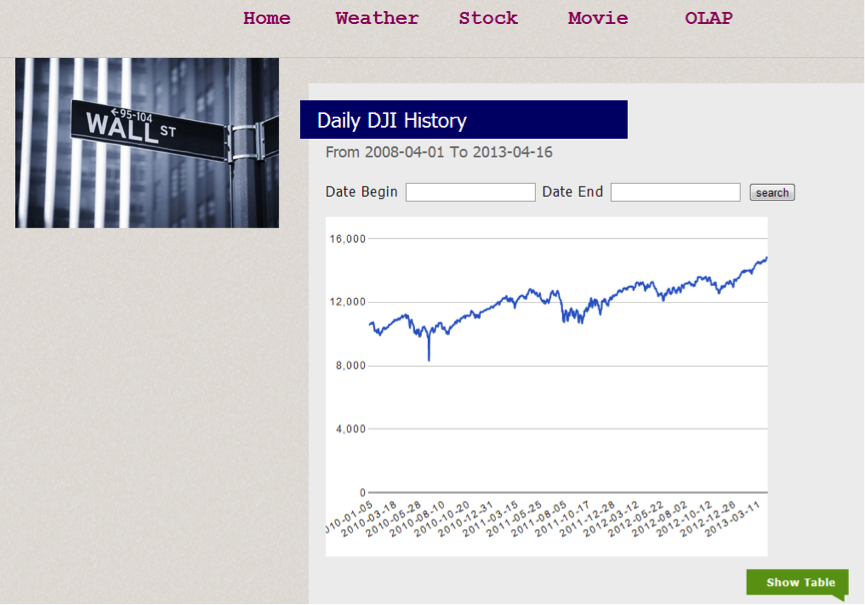 Home Weather Stock Movie OLAP
←95-104
WALL ST
Daily DJI History
From 2008-04-01 To 2013-04-16
Date Begin Date End search
16,000
12,000
8,000
4,000
0
010-01-05 2010-03-18 2010-05-28 2010-08-10 2010-10-20 2010-12-31 2011-03-15 2011-05-25 2011-08-05 2011-10-17 2011-12-28 2012-03-12 2012-05-22 2012-08-02 2012-10-12 2012-12-26 2013-03-11
Show Table